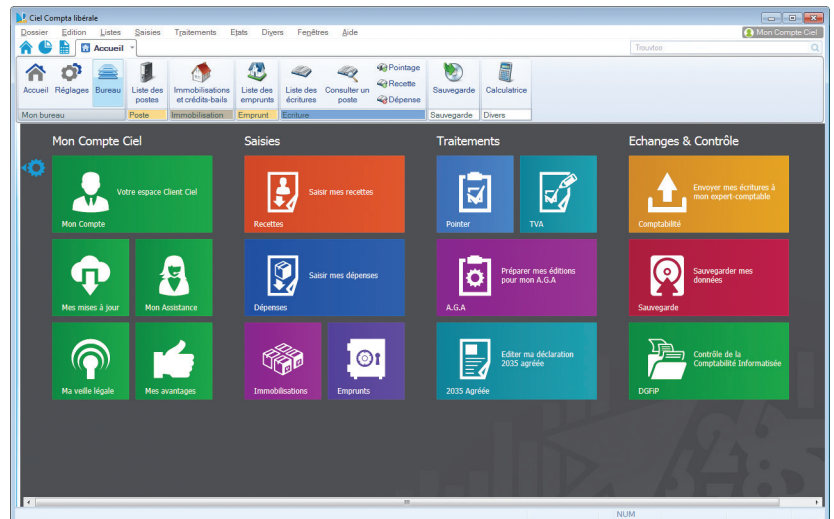 Ciel Compta libérale
Dossier Edition Listes Saisies Traitements Etats Divers Fenêtres Aide
Mon Compte Ciel
Accueil
Accueil Réglages Bureau
Liste des postes
Immobilisations et crédits-bails
Liste des emprunts
Liste des écritures
Consulter un poste
Pointage
Recette
Dépense
Sauvegarde
Calculatrice
Mon bureau Poste Immobilisation Emprunt Ecriture Sauvegarde Divers
Mon Compte Ciel
Votre espace Client Ciel
Mon Compte
Mes mises à jour
Mon Assistance
Ma veille légale
Mes avantages
Saisies
Saisir mes recettes
Recettes
Saisir mes dépenses
Dépenses
Immobilisations
Emprunts
Traitements
Pointer
TVA
Préparer mes éditions
pour mon A.G.A
A.G.A
Editer ma déclaration
2035 agréée
2035 Agréée
Echanges & Contrôle
Envoyer mes écritures à
mon expert-comptable
Comptabilité
Sauvegarder mes
données
Sauvegarde
Contrôle de la
Comptabilité Informatisée
DGFiP
NUM